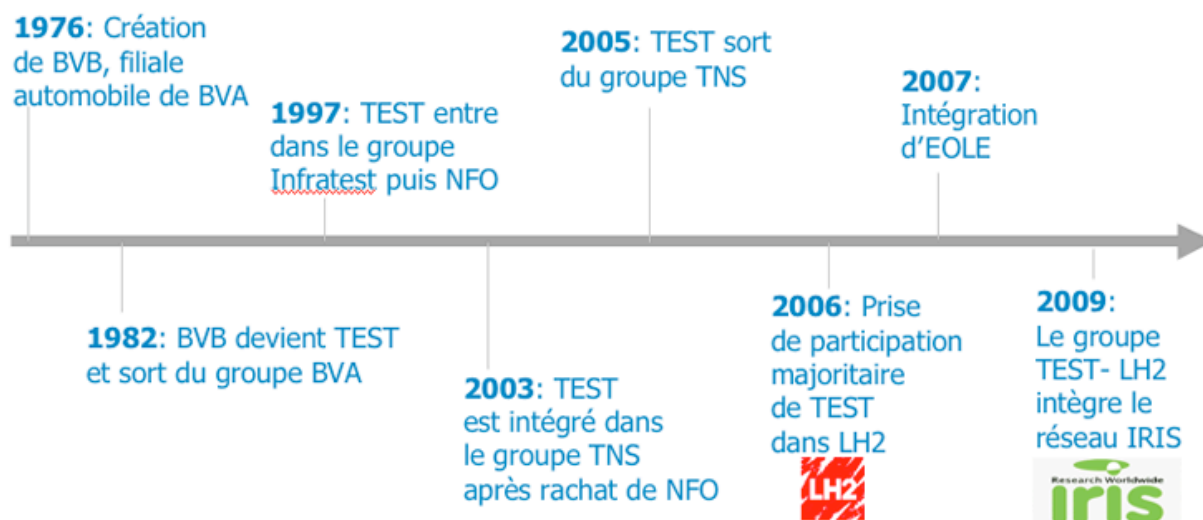 1976: Création
de BVB, filiale
automobile de BVA
1982: BVB devient TEST
et sort du groupe BVA
1997: TEST entre
dans le groupe
Infratest puis NFO
2003: TEST
est intégré dans
le groupe TNS
après rachat de NFO
2005: TEST sort
du groupe TNS
2006: Prise
de participation
majoritaire
de TEST
dans LH2
LH2
2007:
Intégration
d'EOLE
2009:
Le groupe
TEST- LH2
intègre le
réseau IRIS
Research Worldwide
iris